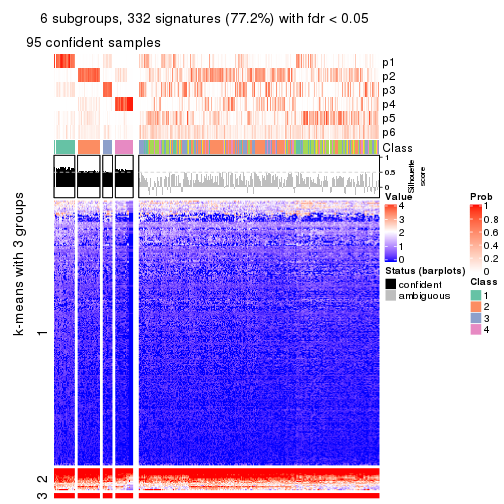 6 subgroups, 332 signatures (77.2%) with fdr < 0.05
95 confident samples
p1
p2
p3
p4
p5
p6
Class
1
0.5
0
Silhouette
score
k-means with 3 groups
1
2
3
Value
4
3
2
1
0
Status (barplots)
confident
ambiguous
Prob
1
0.8
0.6
0.4
0.2
0
Class
1
2
3
4